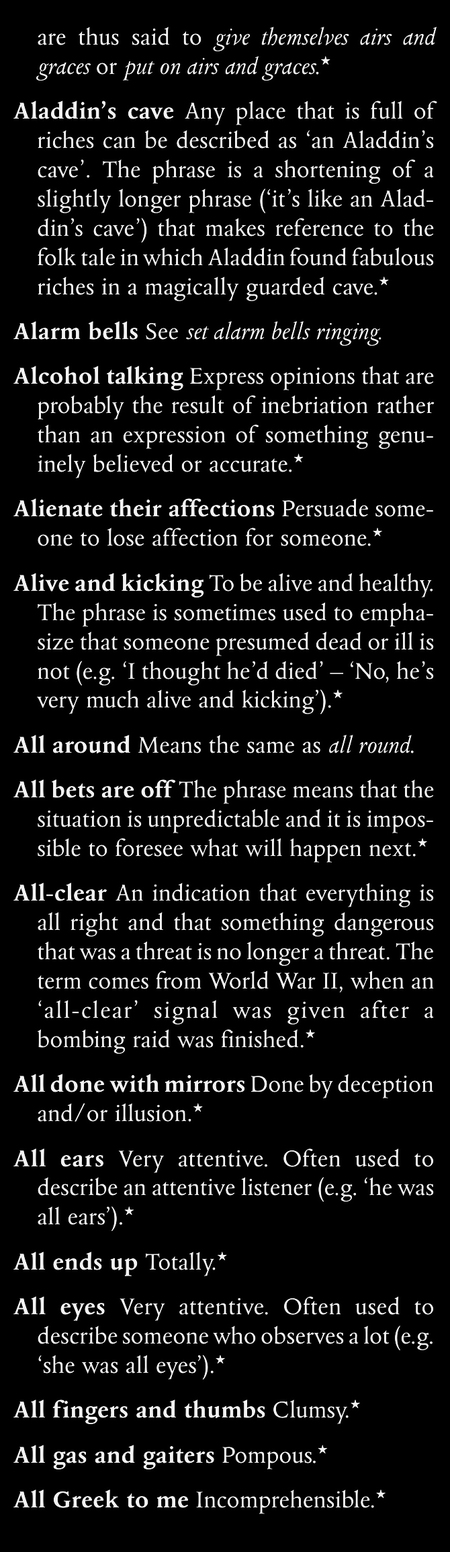 are thus said to give themselves airs and
graces or put on airs and graces.★
Aladdin's cave Any place that is full of
riches can be described as ‘an Aladdin's
cave’. The phrase is a shortening of a
slightly longer phrase (‘it's like an Alad-
din's cave’) that makes reference to the
folk tale in which Aladdin found fabulous
riches in a magically guarded cave.★
Alarm bells See set alarm bells ringing.
Alcohol talking Express opinions that are
probably the result of inebriation rather
than an expression of something genu-
inely believed or accurate.★
Alienate their affections Persuade some-
one to lose affection for someone.★
Alive and kicking To be alive and healthy.
The phrase is sometimes used to empha-
size that someone presumed dead or ill is
not (e.g. ‘I thought he'd died’ – ‘No, he's
very much alive and kicking’).★
All around Means the same as all round.
All bets are off The phrase means that the
situation is unpredictable and it is impos-
sible to foresee what will happen next.★
All-clear An indication that everything is
all right and that something dangerous
that was a threat is no longer a threat. The
term comes from World War II, when an
‘all-clear’ signal was given after a
bombing raid was finished.★
All done with mirrors Done by deception
and/or illusion.★
All ears Very attentive. Often used to
describe an attentive listener (e.g. ‘he was
all ears’).★
All ends up Totally.★
All eyes Very attentive. Often used to
describe someone who observes a lot (e.g.
‘she was all eyes’).★
All fingers and thumbs Clumsy.★
All gas and gaiters Pompous.★
All Greek to me Incomprehensible.★